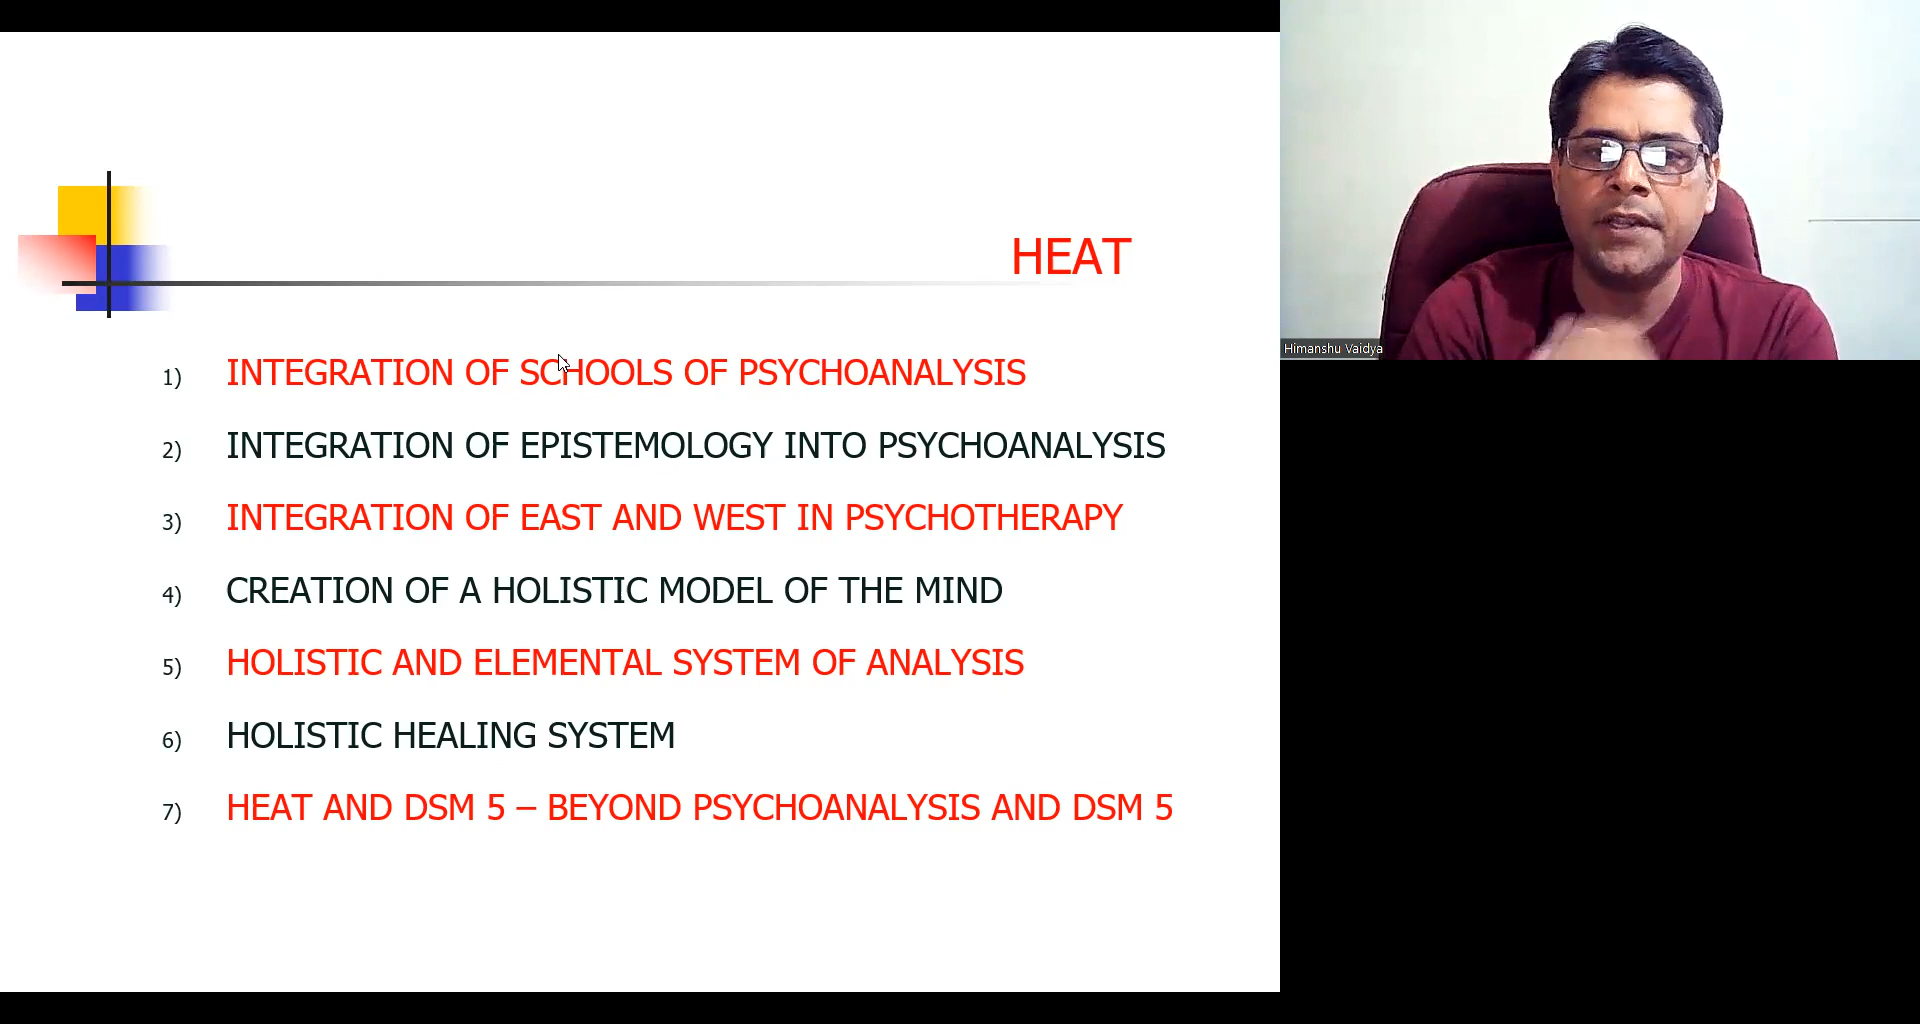 HEAT
1) INTEGRATION OF SCHOOLS OF PSYCHOANALYSIS
2) INTEGRATION OF EPISTEMOLOGY INTO PSYCHOANALYSIS
3) INTEGRATION OF EAST AND WEST IN PSYCHOTHERAPY
4) CREATION OF A HOLISTIC MODEL OF THE MIND
5) HOLISTIC AND ELEMENTAL SYSTEM OF ANALYSIS
6) HOLISTIC HEALING SYSTEM
7) HEAT AND DSM 5 – BEYOND PSYCHOANALYSIS AND DSM 5
Himanshu Vaidya